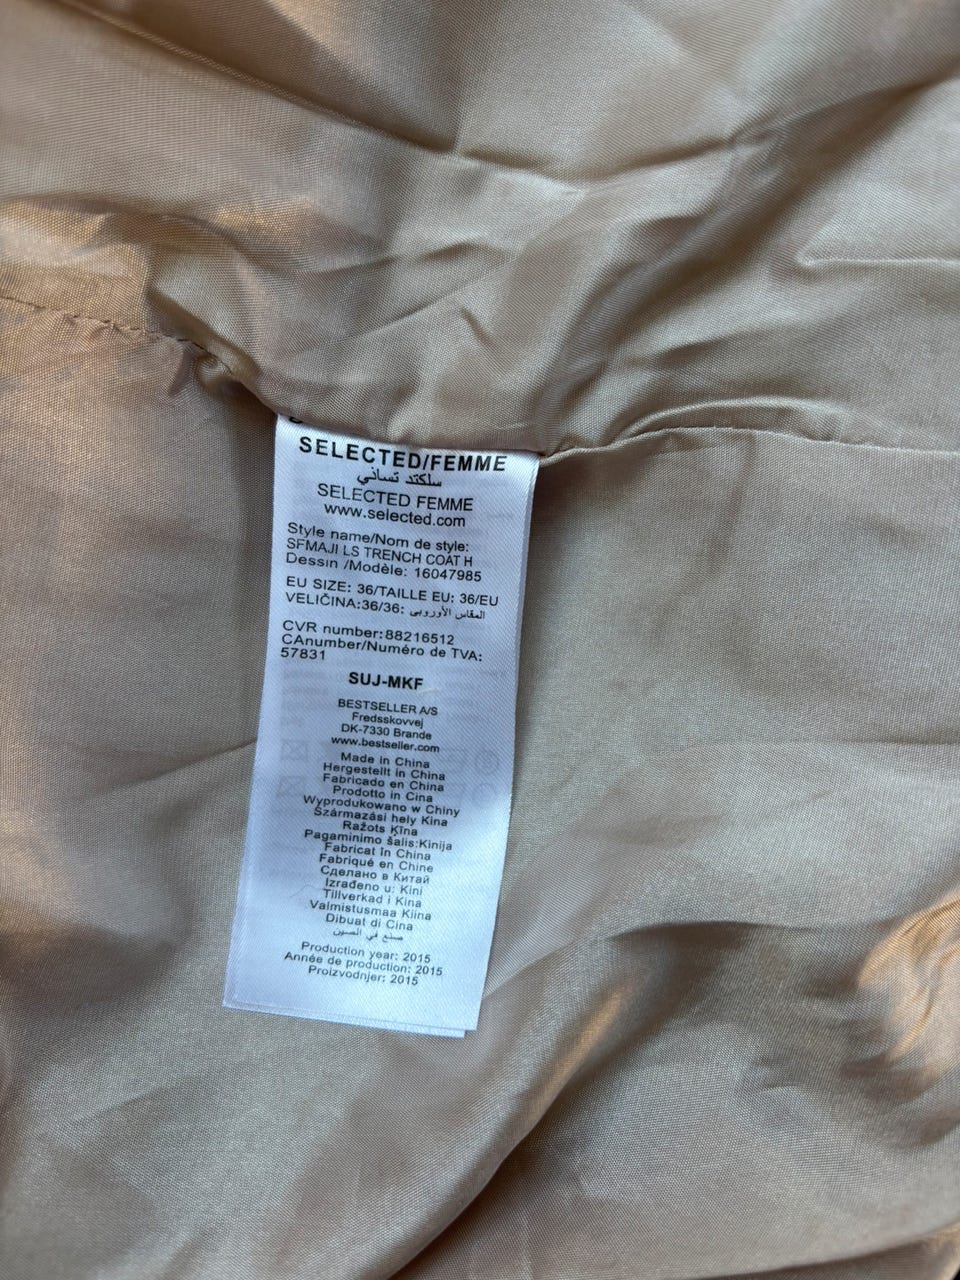 SELECTED/FEMME
سلكتد نسائي
SELECTED FEMME
www.selected.com
Style name/Nom de style:
SFMAJI LS TRENCH COAT H
Dessin /Modèle: 16047985
EU SIZE: 36/TAILLE EU: 36/EU
VELIČINA:36/36: المقاس الأوروبي
CVR number:88216512
CAnumber/Numéro de TVA:
57831
SUJ-MKF
BESTSELLER A/S
Fredsskovvej
DK-7330 Brande
www.bestseller.com
Made in China
Hergestellt in China
Fabricado en China
Prodotto in Cina
Wyprodukowano w Chiny
Származási hely Kina
Ražots Ķīna
Pagaminimo šalis:Kinija
Fabricat în China
Fabriqué en Chine
Сделано в Китай
Izrađeno u: Kini
Tillverkad i Kina
Valmistusmaa Kiina
Dibuat di Cina
صنع في الصين
Production year: 2015
Année de production: 2015
Proizvodnjer: 2015